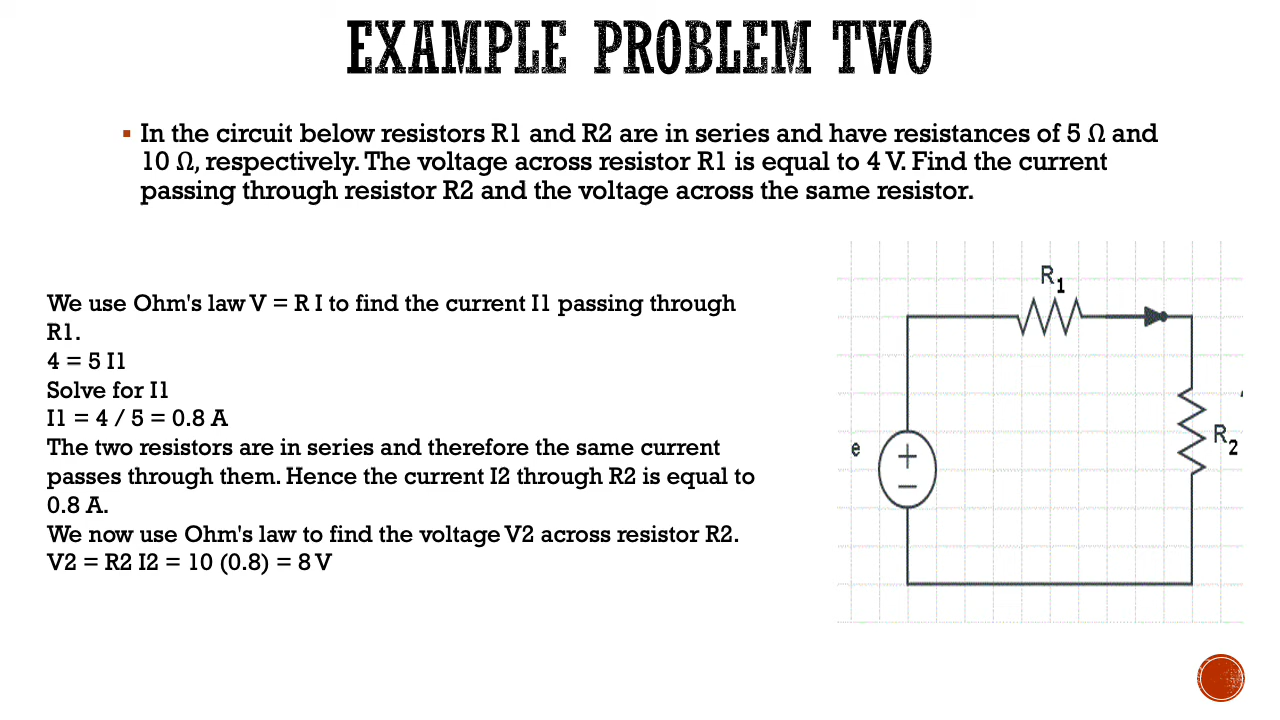 EXAMPLE PROBLEM TWO
▪ In the circuit below resistors R1 and R2 are in series and have resistances of 5 Ω and
10 Ω, respectively. The voltage across resistor R1 is equal to 4 V. Find the current
passing through resistor R2 and the voltage across the same resistor.
We use Ohm's law V = R I to find the current I1 passing through
R1.
4 = 5 I1
Solve for I1
I1 = 4 / 5 = 0.8 A
The two resistors are in series and therefore the same current
passes through them. Hence the current I2 through R2 is equal to
0.8 A.
We now use Ohm's law to find the voltage V2 across resistor R2.
V2 = R2 I2 = 10 (0.8) = 8 V
R1
R2
e
+
−